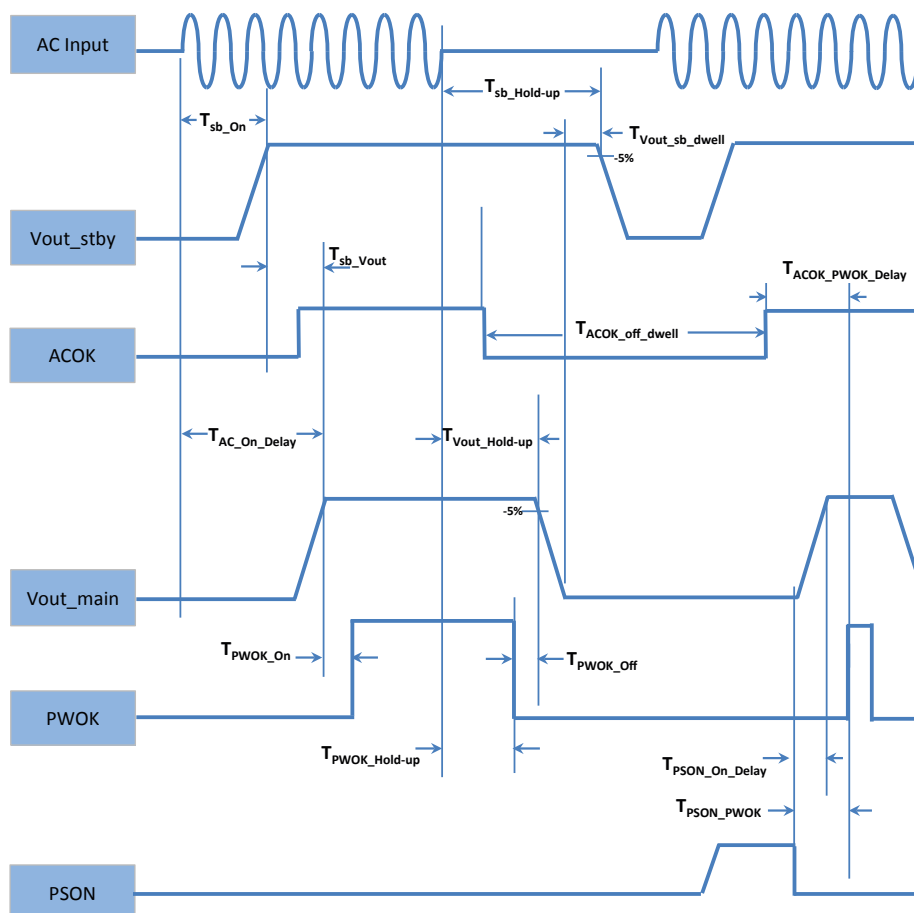 AC Input
T_sb_Hold-up
T_sb_On
T_Vout_sb_dwell
-5%
Vout_stby
T_sb_Vout
T_ACOK_PWOK_Delay
ACOK
T_ACOK_off_dwell
T_AC_On_Delay
T_Vout_Hold-up
-5%
Vout_main
T_PWOK_On
T_PWOK_Off
PWOK
T_PWOK_Hold-up
T_PSON_On_Delay
T_PSON_PWOK
PSON